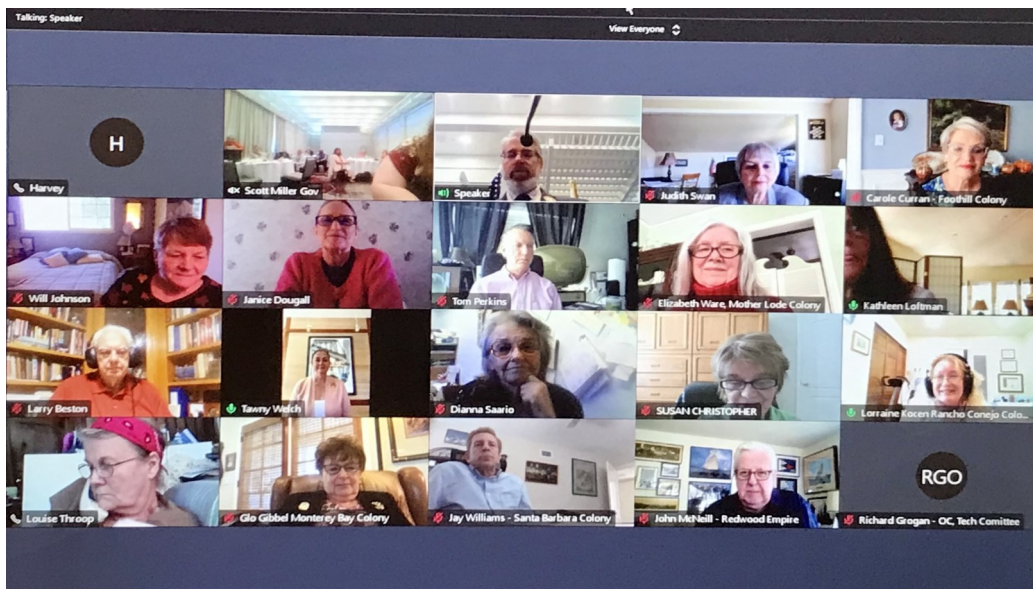 Talking: Speaker
View Everyone
H
Harvey
Scott Miller Gov
Speaker
Judith Swan
Carole Curran - Foothill Colony
Will Johnson
Janice Dougall
Tom Perkins
Elizabeth Ware, Mother Lode Colony
Kathleen Loftman
Larry Beston
Tawny Welch
Dianna Saario
SUSAN CHRISTOPHER
Lorraine Kocen Rancho Conejo Colo...
Louise Throop
Glo Gibbel Monterey Bay Colony
Jay Williams - Santa Barbara Colony
John McNeill - Redwood Empire
RGO
Richard Grogan - OC, Tech Comittee